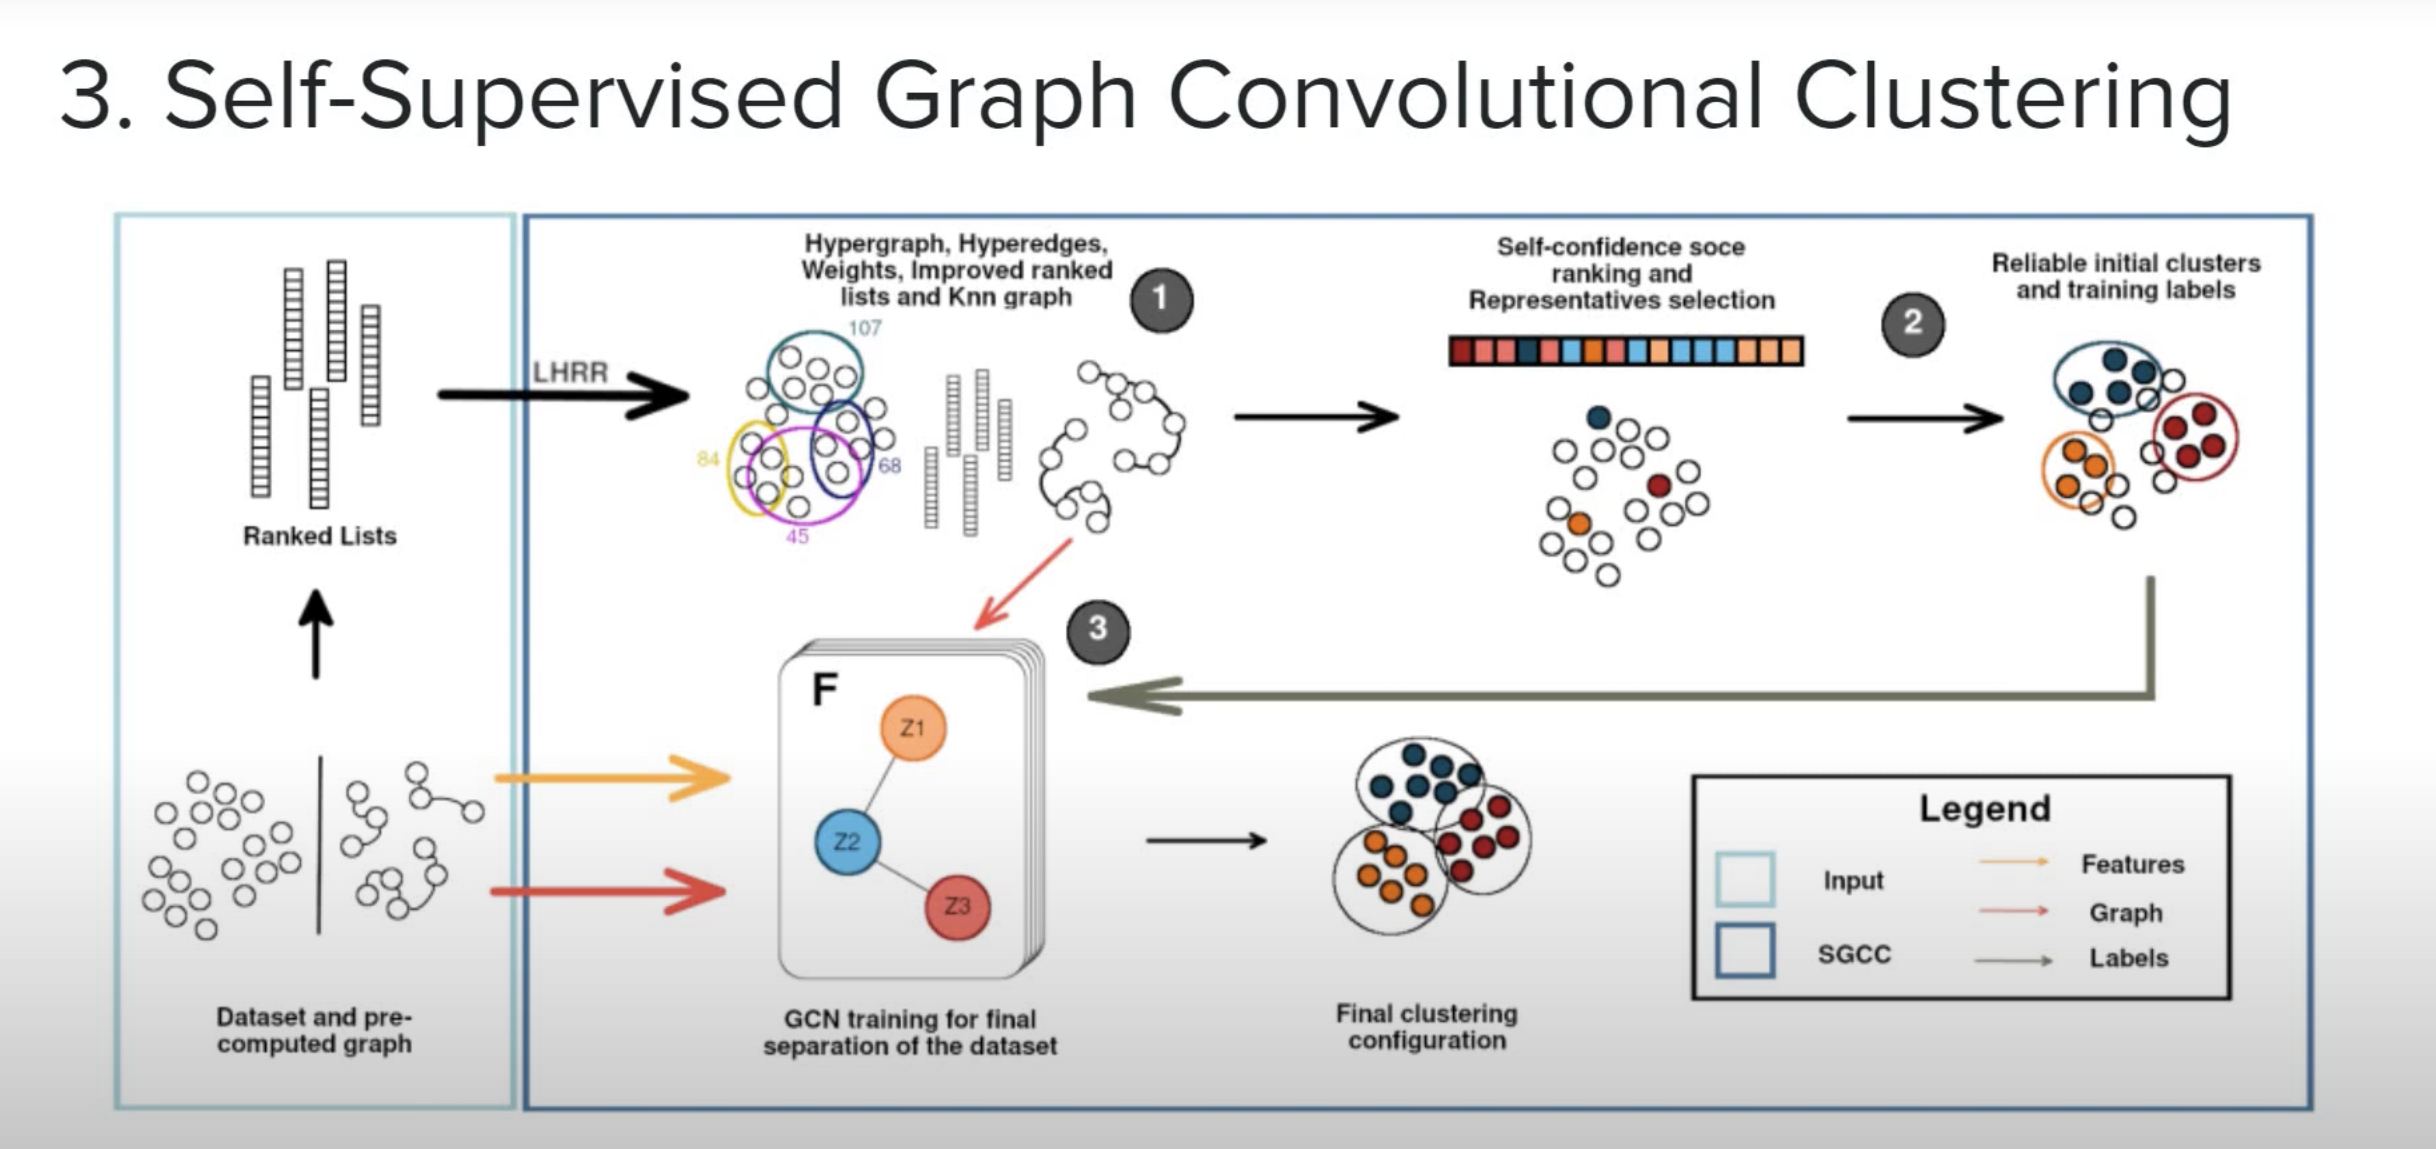 3. Self-Supervised Graph Convolutional Clustering
Hypergraph, Hyperedges,
Weights, Improved ranked
lists and Knn graph
1
Self-confidence soce
ranking and
Representatives selection
2
Reliable initial clusters
and training labels
107
LHRR
84
68
45
Ranked Lists
3
F
Z1
Z2
Z3
Dataset and pre-
computed graph
GCN training for final
separation of the dataset
Final clustering
configuration
Legend
Input
Features
Graph
SGCC
Labels